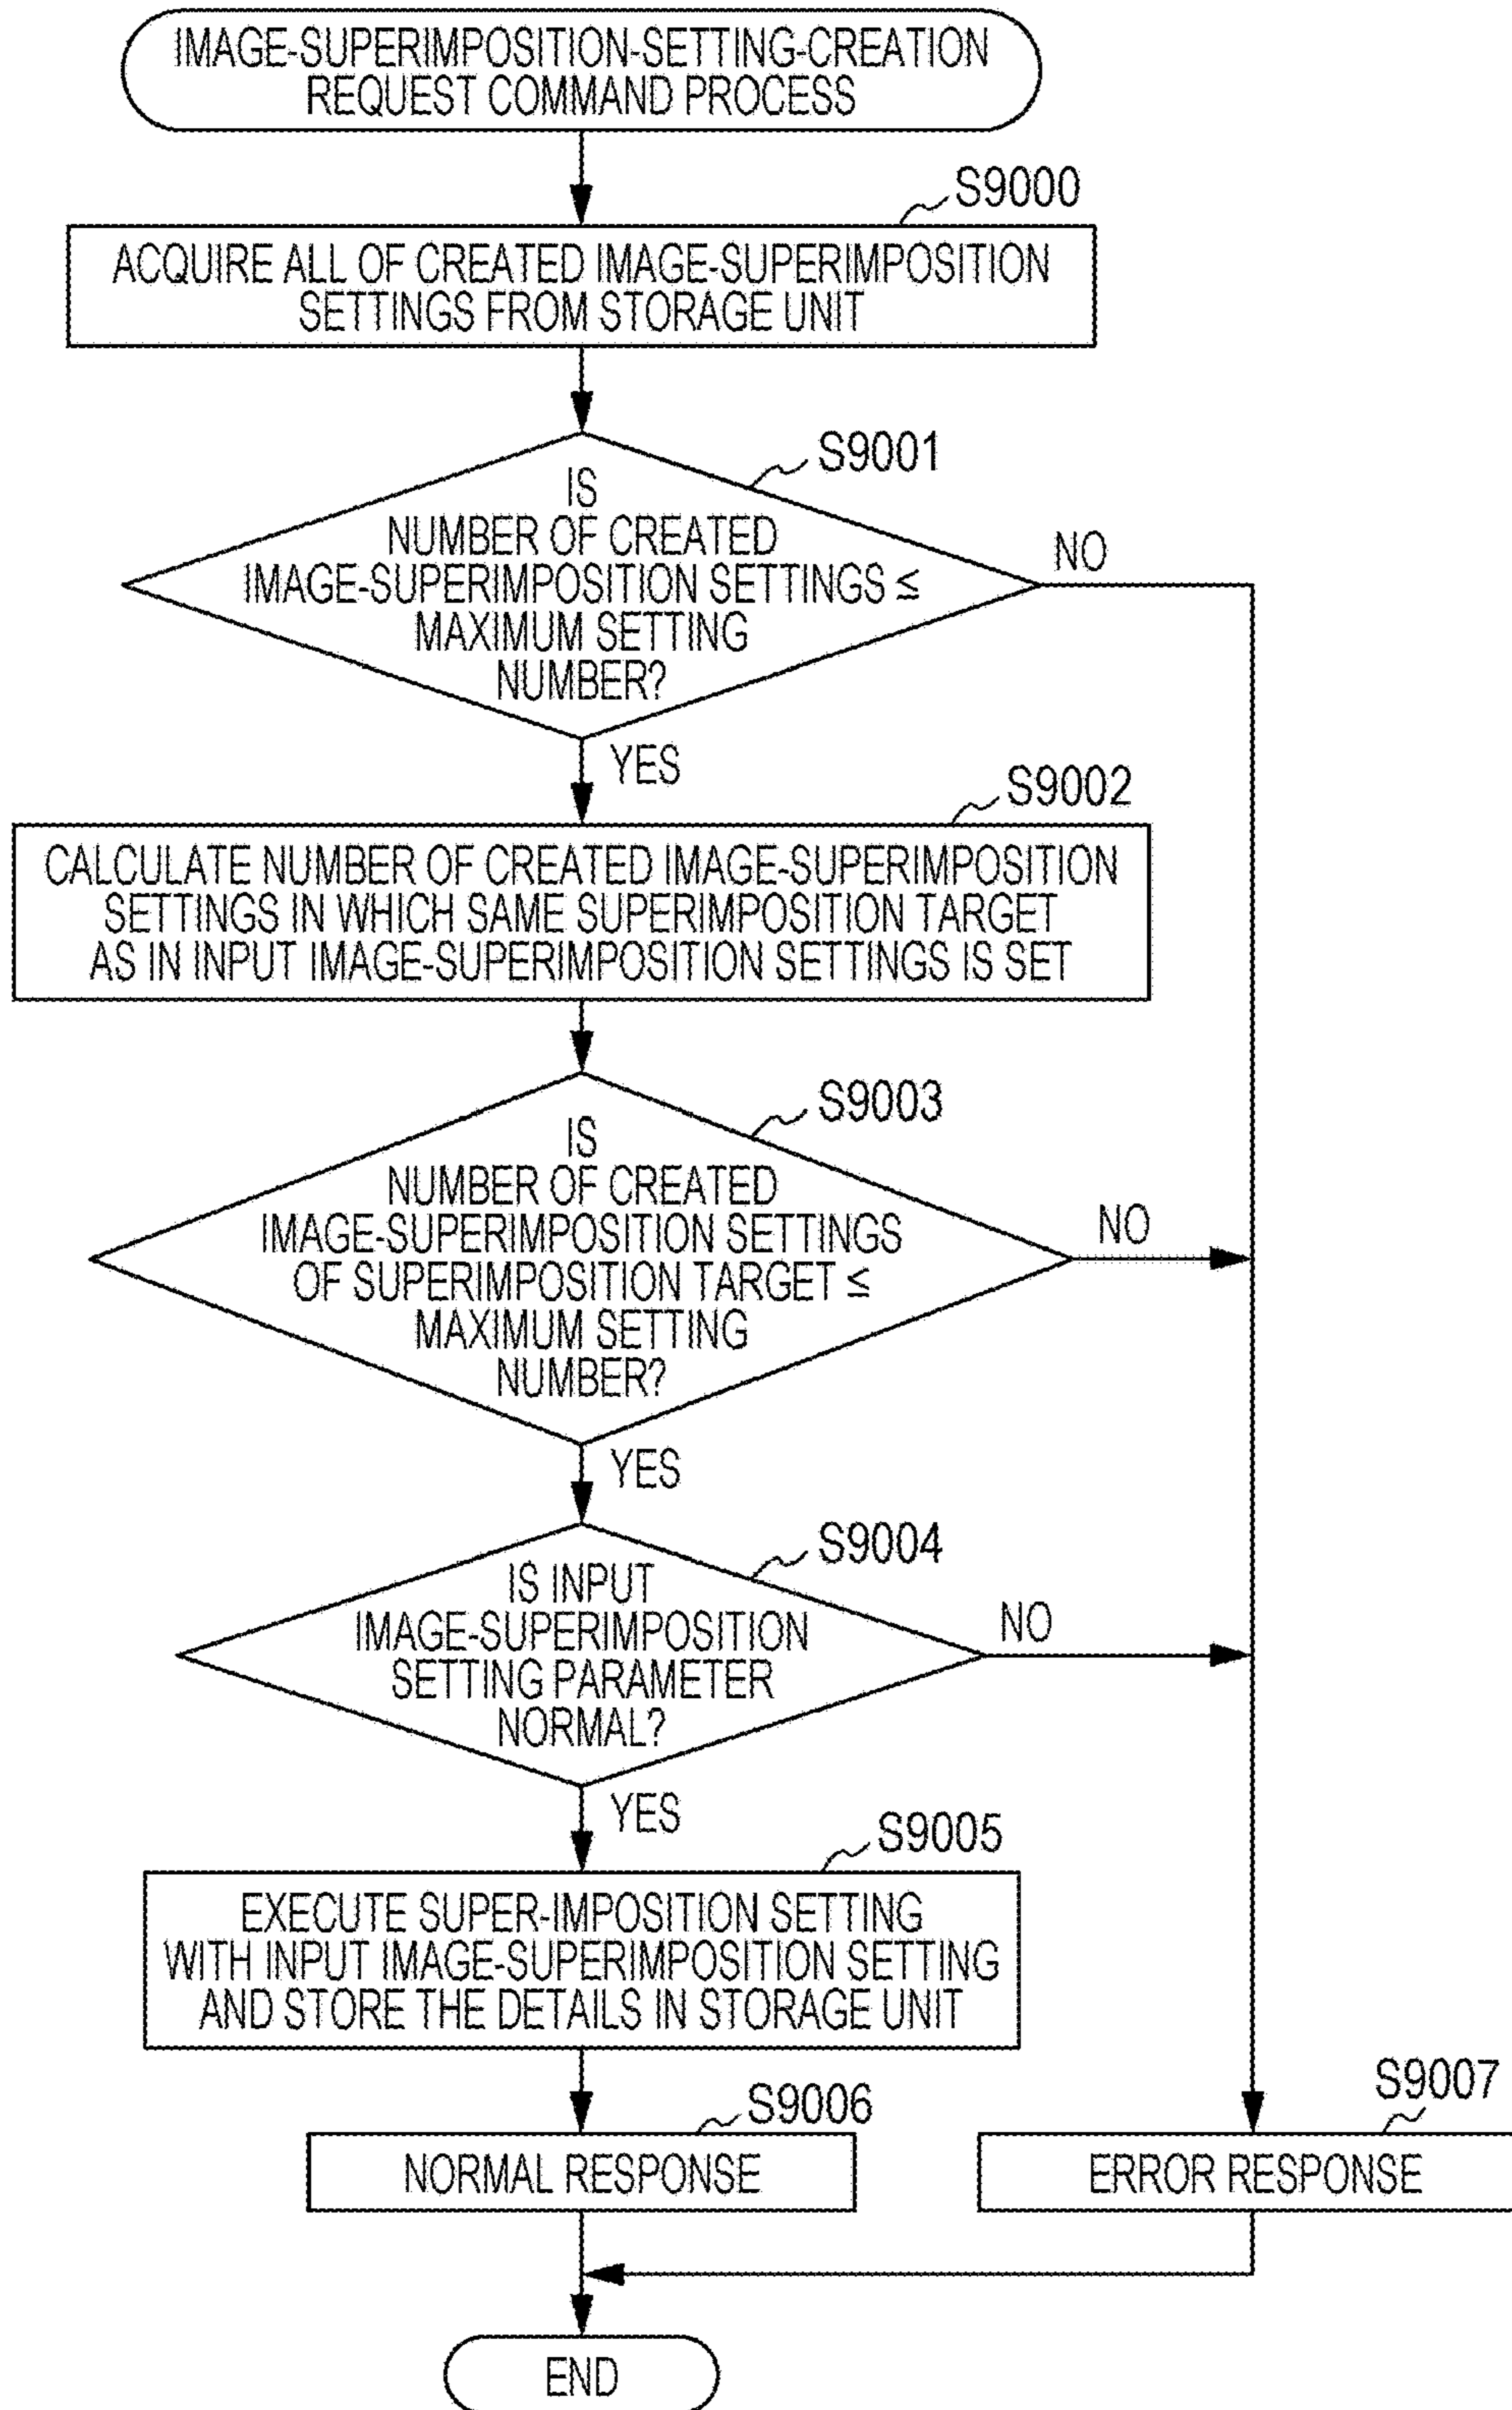 IMAGE-SUPERIMPOSITION-SETTING-CREATION
REQUEST COMMAND PROCESS
S9000
ACQUIRE ALL OF CREATED IMAGE-SUPERIMPOSITION
SETTINGS FROM STORAGE UNIT
S9001
IS
NUMBER OF CREATED
IMAGE-SUPERIMPOSITION SETTINGS ≦
MAXIMUM SETTING
NUMBER?
NO
YES
S9002
CALCULATE NUMBER OF CREATED IMAGE-SUPERIMPOSITION
SETTINGS IN WHICH SAME SUPERIMPOSITION TARGET
AS IN INPUT IMAGE-SUPERIMPOSITION SETTINGS IS SET
S9003
IS
NUMBER OF CREATED
IMAGE-SUPERIMPOSITION SETTINGS
OF SUPERIMPOSITION TARGET ≦
MAXIMUM SETTING
NUMBER?
NO
YES
S9004
IS INPUT
IMAGE-SUPERIMPOSITION
SETTING PARAMETER
NORMAL?
NO
YES
S9005
EXECUTE SUPER-IMPOSITION SETTING
WITH INPUT IMAGE-SUPERIMPOSITION SETTING
AND STORE THE DETAILS IN STORAGE UNIT
S9006
NORMAL RESPONSE
S9007
ERROR RESPONSE
END